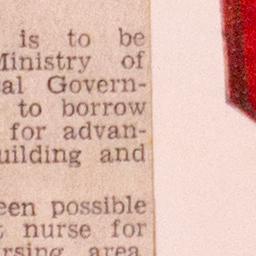 is to be
Ministry of
al Govern-
to borrow
for advan-
uilding and
een possible
nurse for
rsing area